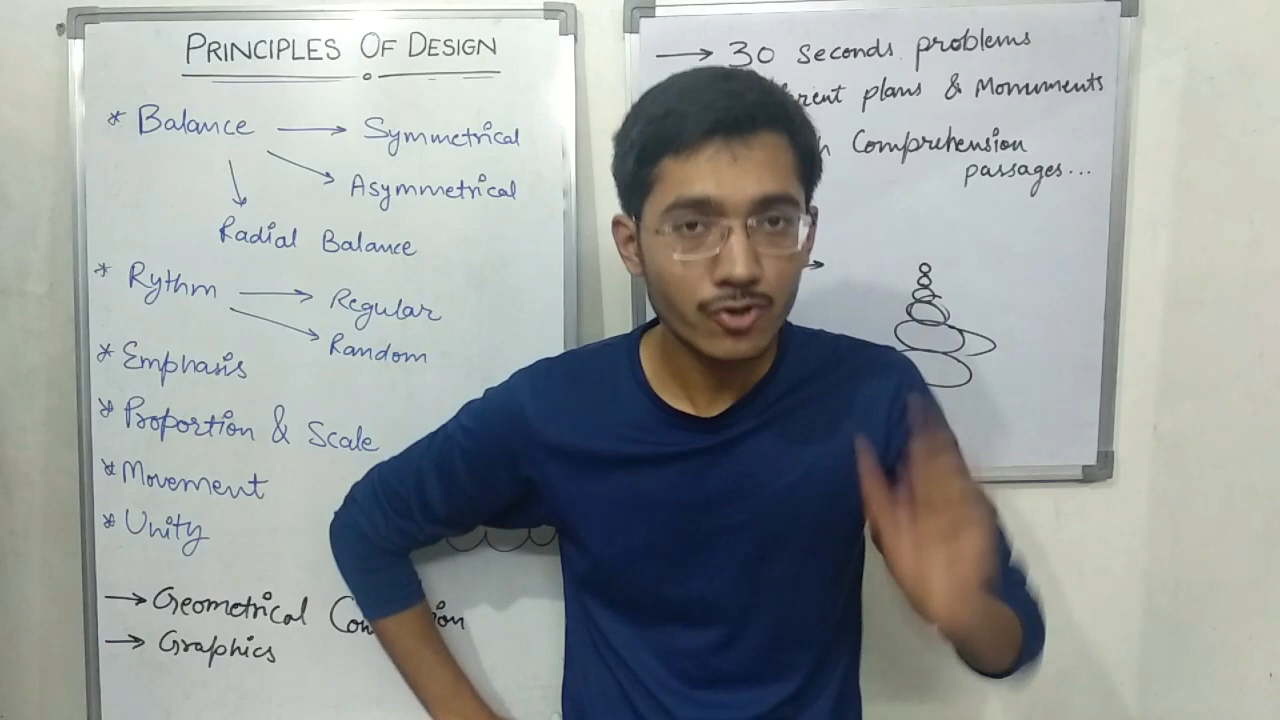 PRINCIPLES OF DESIGN
* Balance → Symmetrical
Asymmetrical
Radial Balance
* Rythm → Regular
Random
* Emphasis
* Proportion & Scale
* Movement
* Unity
→ Geometrical
→ Graphics
→ 30 seconds problems
plans & Monuments
Comprehension
passages...